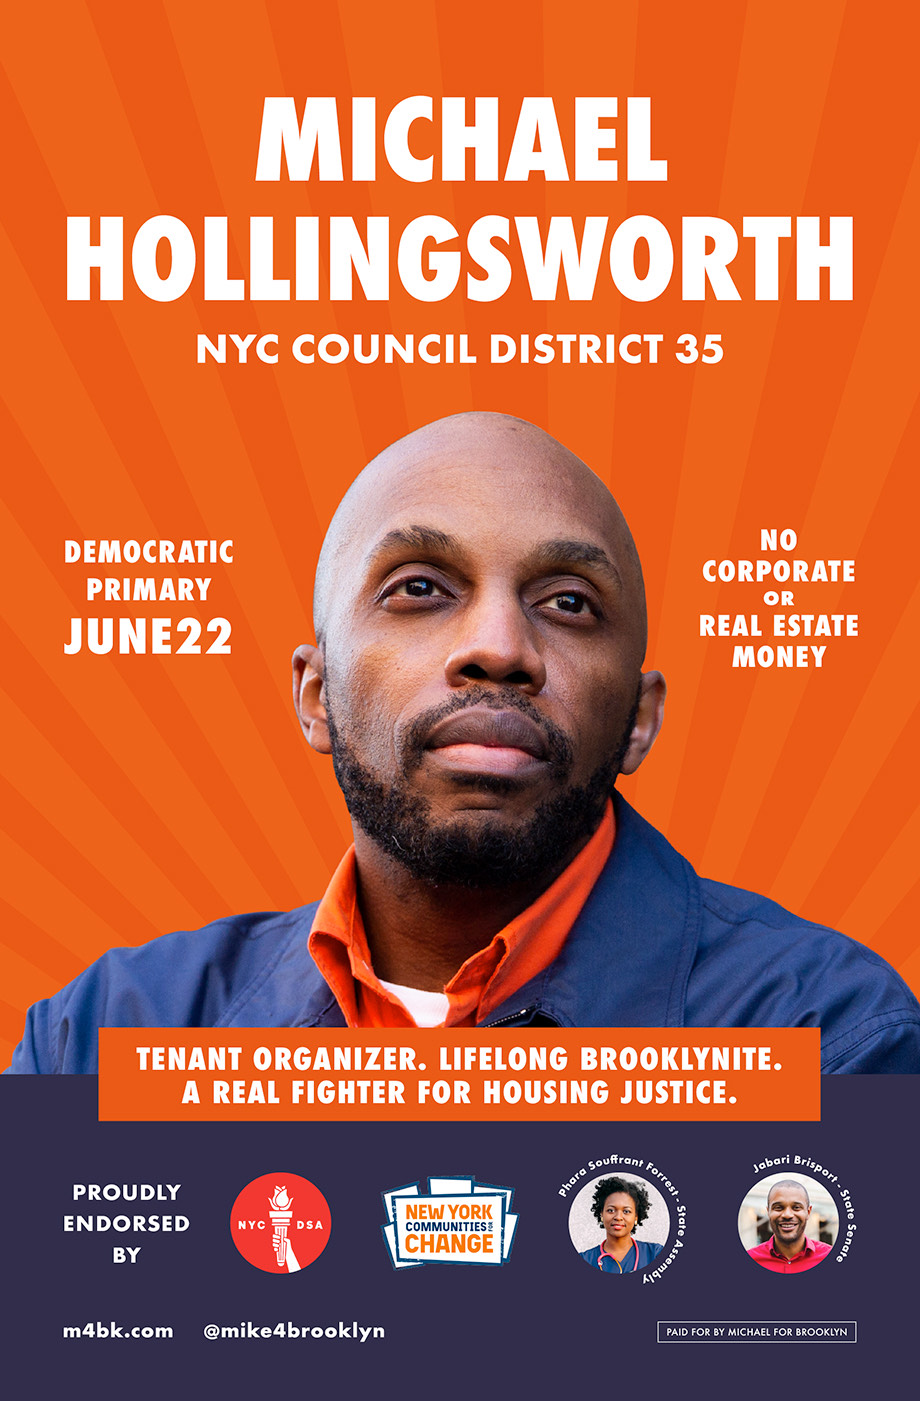 MICHAEL
HOLLINGSWORTH
NYC COUNCIL DISTRICT 35
DEMOCRATIC
PRIMARY
JUNE22
NO
CORPORATE
OR
REAL ESTATE
MONEY
TENANT ORGANIZER. LIFELONG BROOKLYNITE.
A REAL FIGHTER FOR HOUSING JUSTICE.
PROUDLY
ENDORSED
BY
NYC DSA
NEW YORK
COMMUNITIES FOR
CHANGE
Phara Souffrant Forrest - State Assembly
Jabari Brisport - State Senate
m4bk.com @mike4brooklyn
PAID FOR BY MICHAEL FOR BROOKLYN